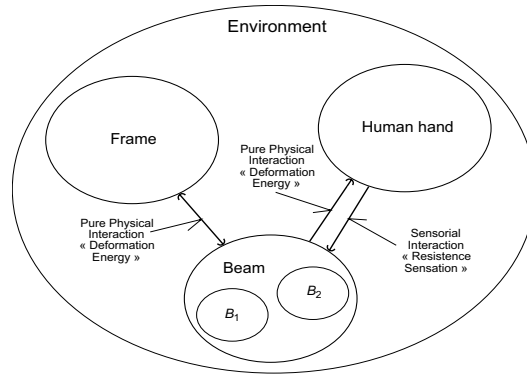 Environment
Frame
Human hand
Pure Physical
Interaction
« Deformation
Energy »
Pure Physical
Interaction
« Deformation
Energy »
Sensorial
Interaction
« Resistence
Sensation »
Beam
B1
B2